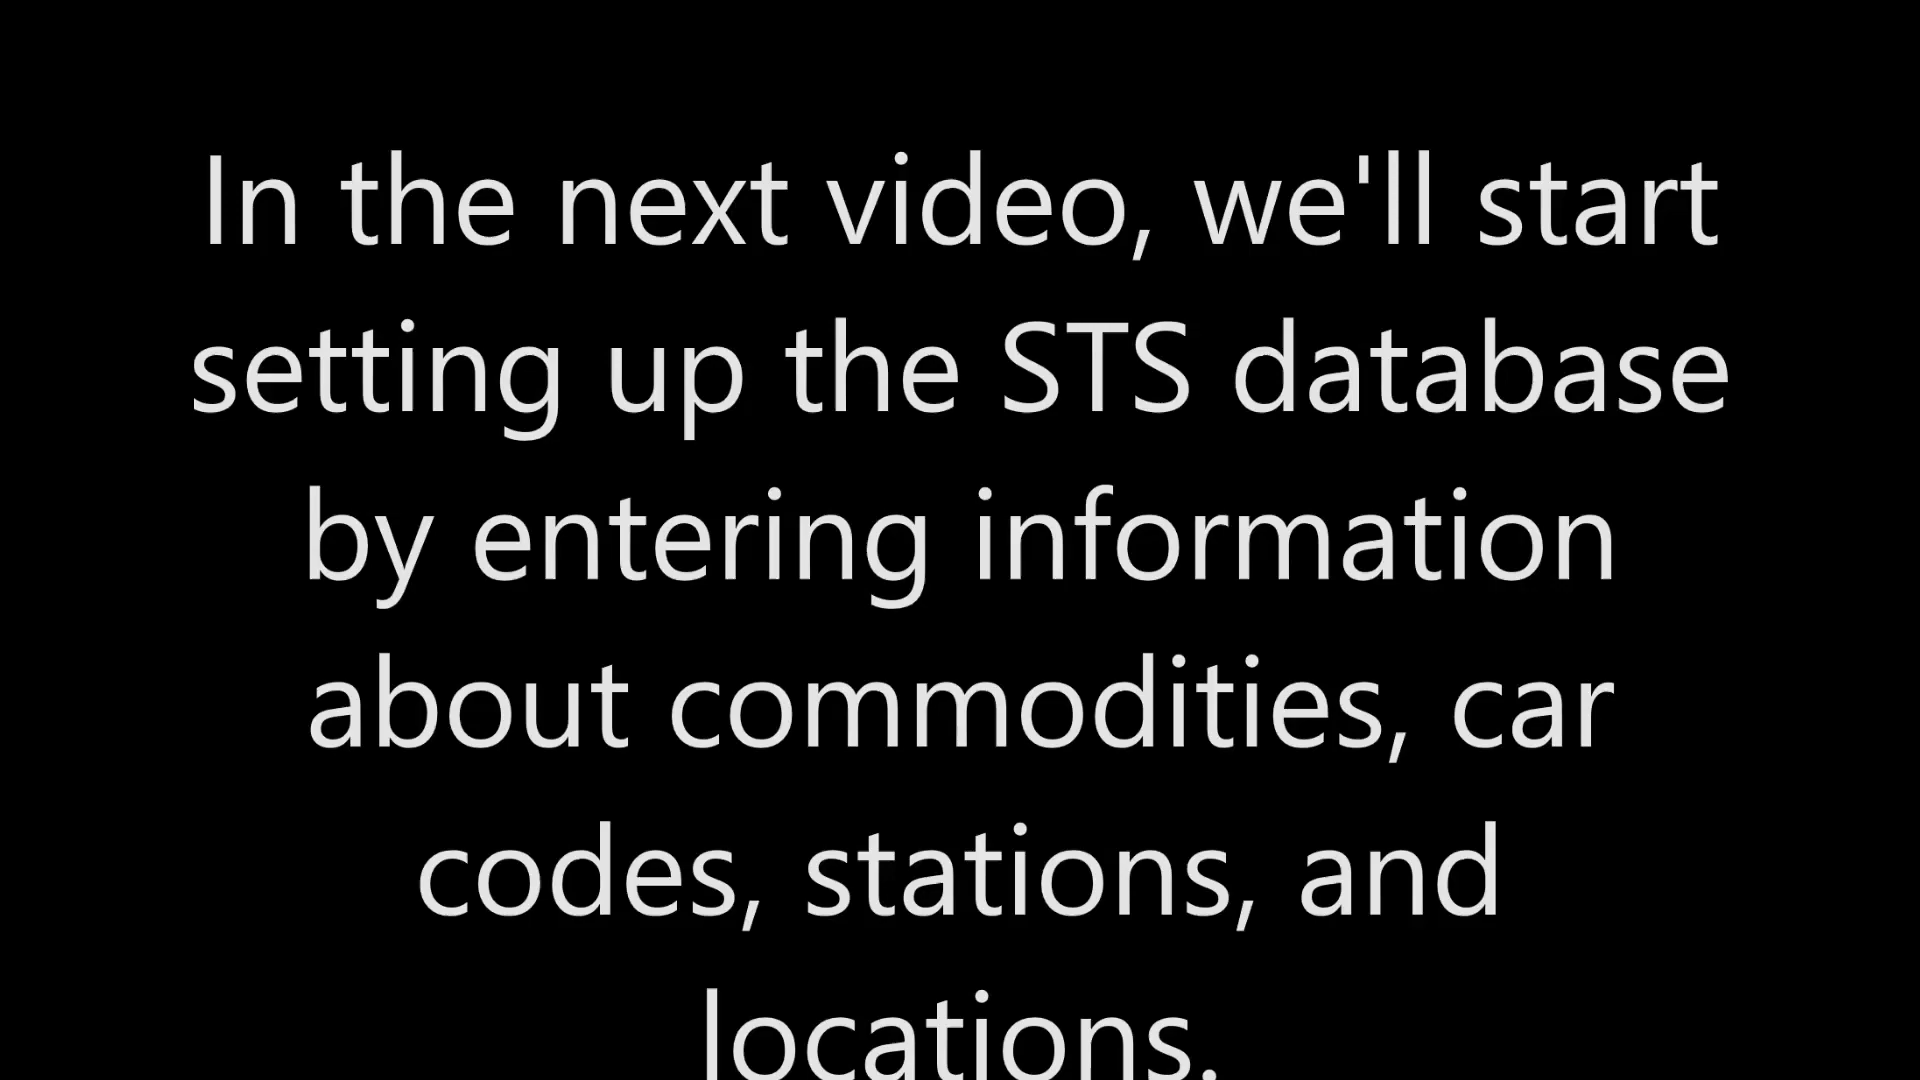 In the next video, we'll start
setting up the STS database
by entering information
about commodities, car
codes, stations, and
locations.